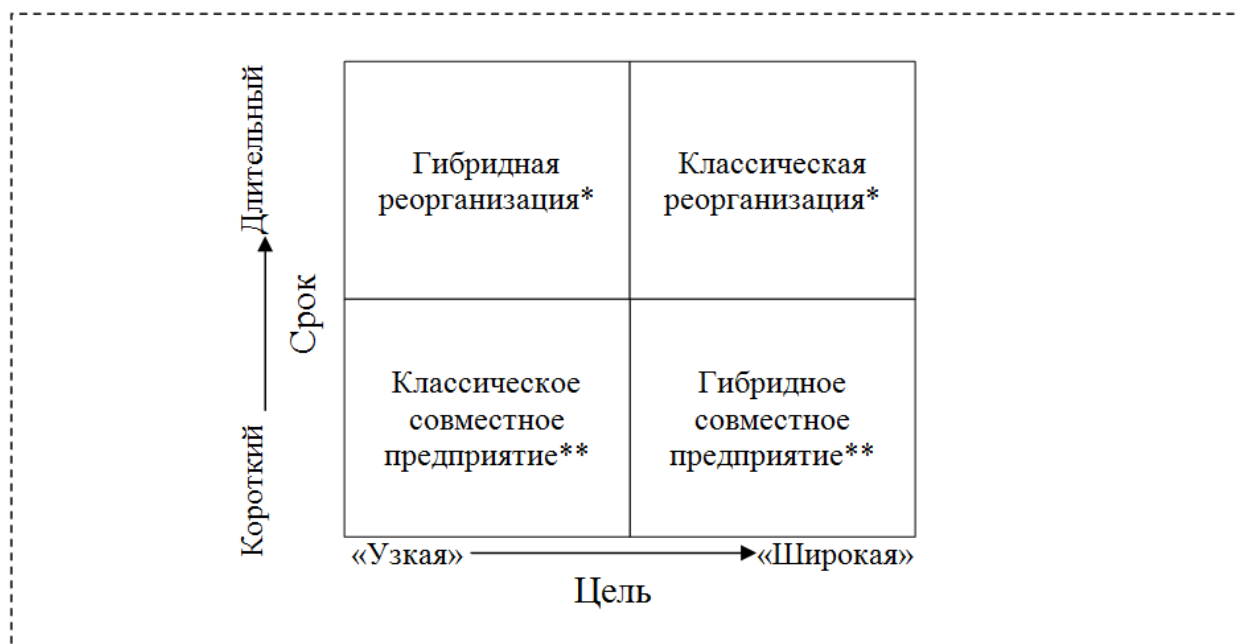 Длительный
Срок
Короткий
Гибридная
реорганизация*
Классическая
реорганизация*
Классическое
совместное
предприятие**
Гибридное
совместное
предприятие**
«Узкая»
«Широкая»
Цель